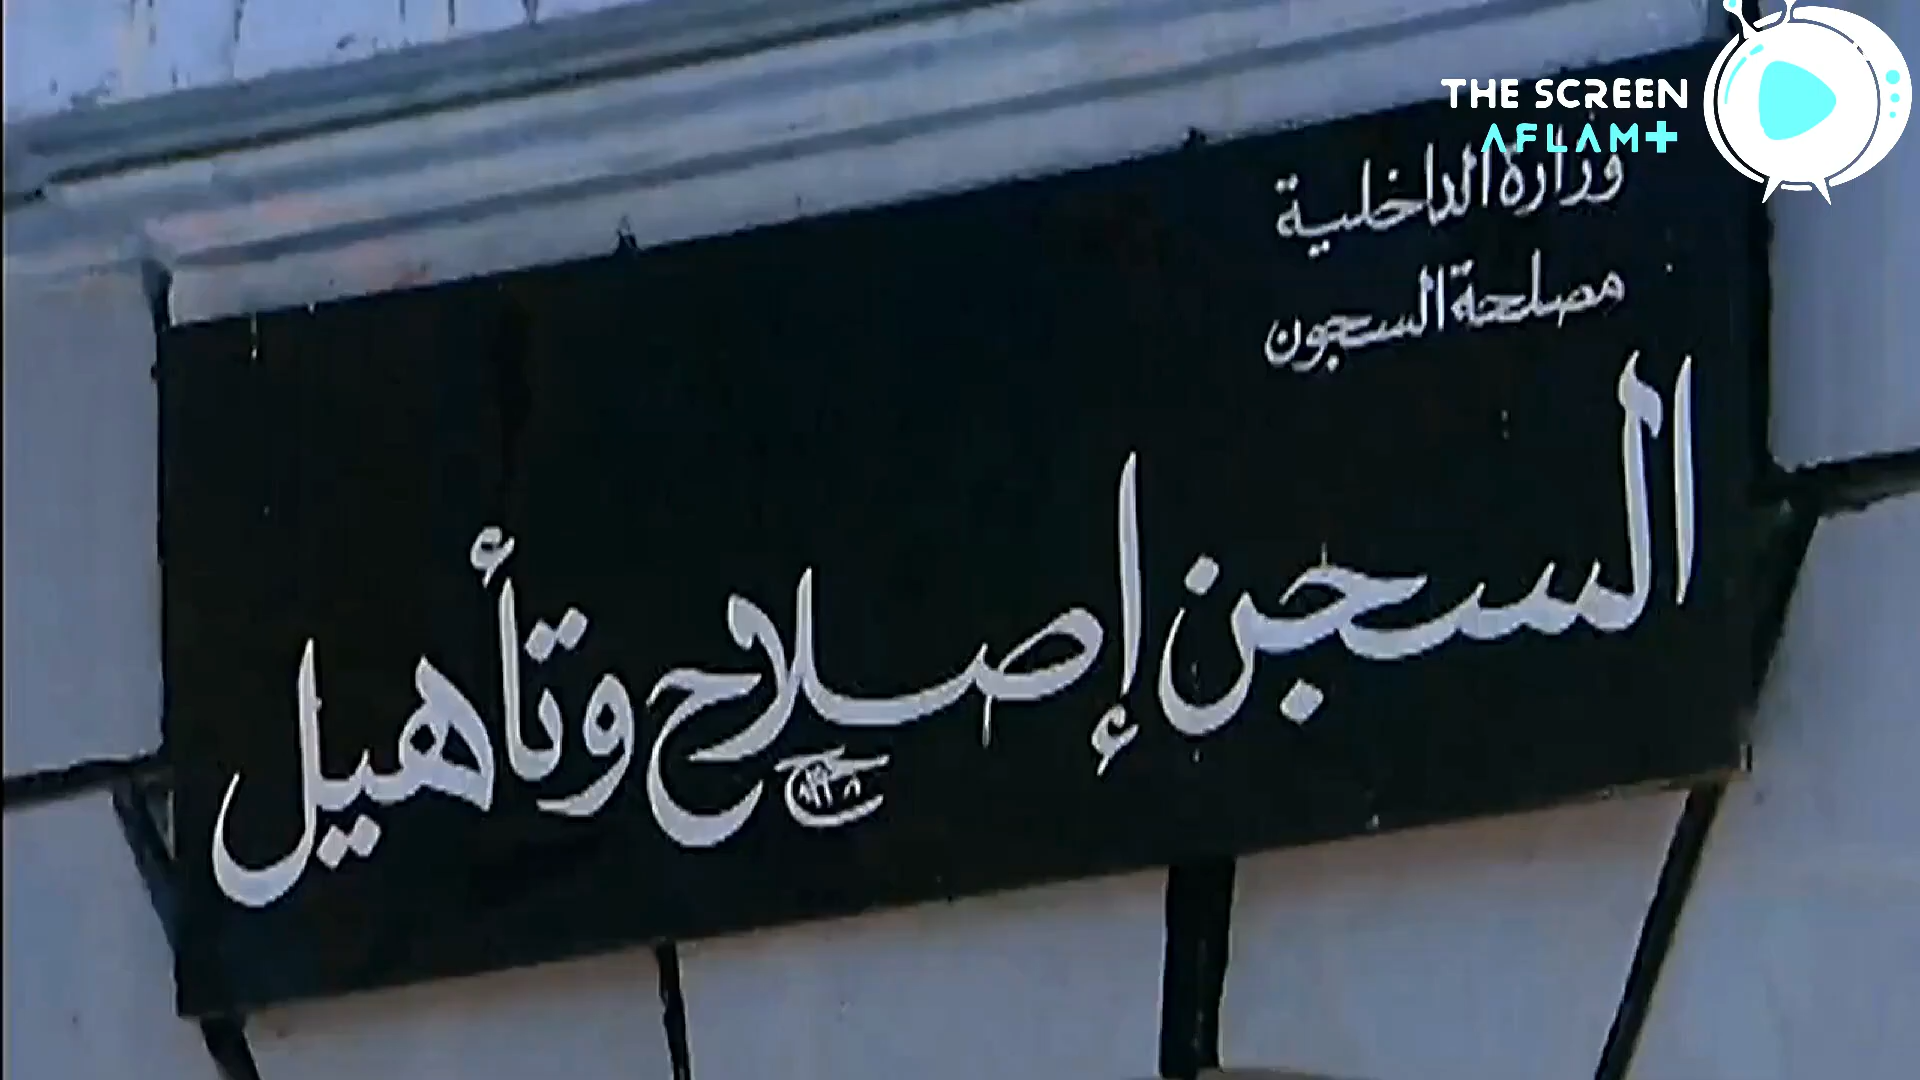 THE SCREEN
AFLAM+
وزارة الداخلية
مصلحة السجون
السجن إصلاح وتأهيل